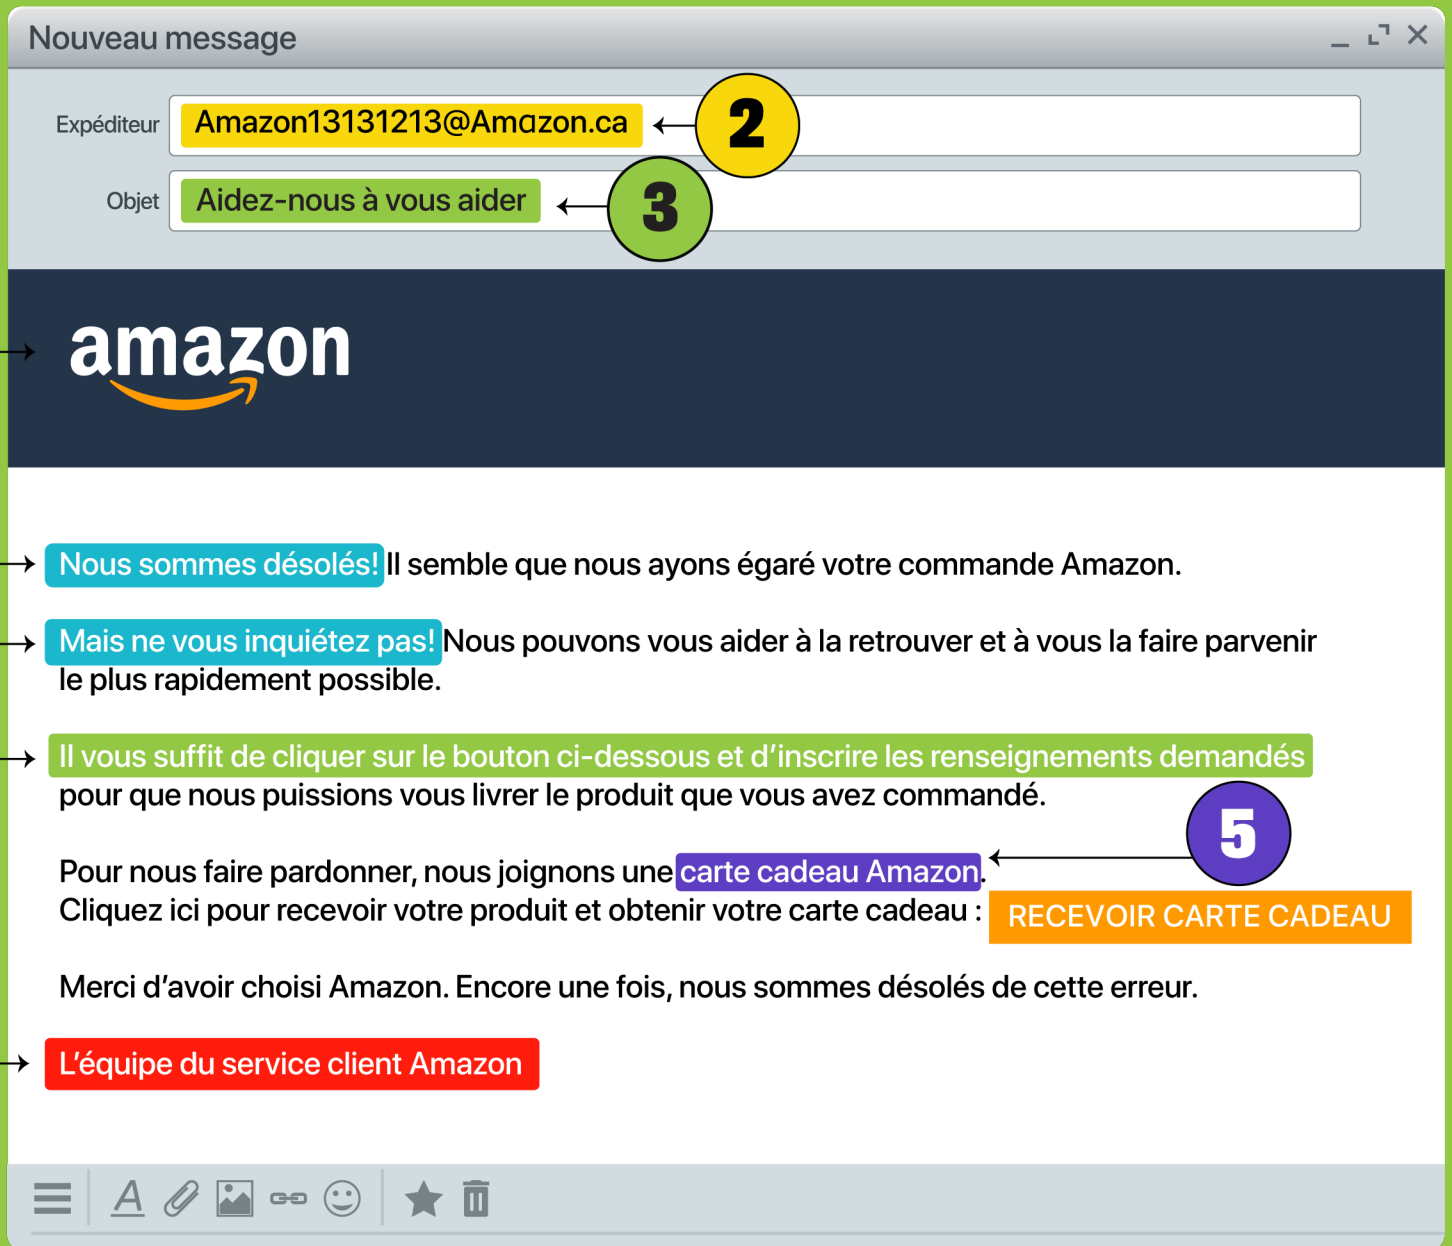 Nouveau message
Expéditeur Amazon13131213@Amɑzon.ca 2
Objet Aidez-nous à vous aider 3
amazon
Nous sommes désolés! Il semble que nous ayons égaré votre commande Amazon.
Mais ne vous inquiétez pas! Nous pouvons vous aider à la retrouver et à vous la faire parvenir
le plus rapidement possible.
Il vous suffit de cliquer sur le bouton ci-dessous et d’inscrire les renseignements demandés
pour que nous puissions vous livrer le produit que vous avez commandé.
5
Pour nous faire pardonner, nous joignons une carte cadeau Amazon.
Cliquez ici pour recevoir votre produit et obtenir votre carte cadeau : RECEVOIR CARTE CADEAU
Merci d’avoir choisi Amazon. Encore une fois, nous sommes désolés de cette erreur.
L’équipe du service client Amazon
A